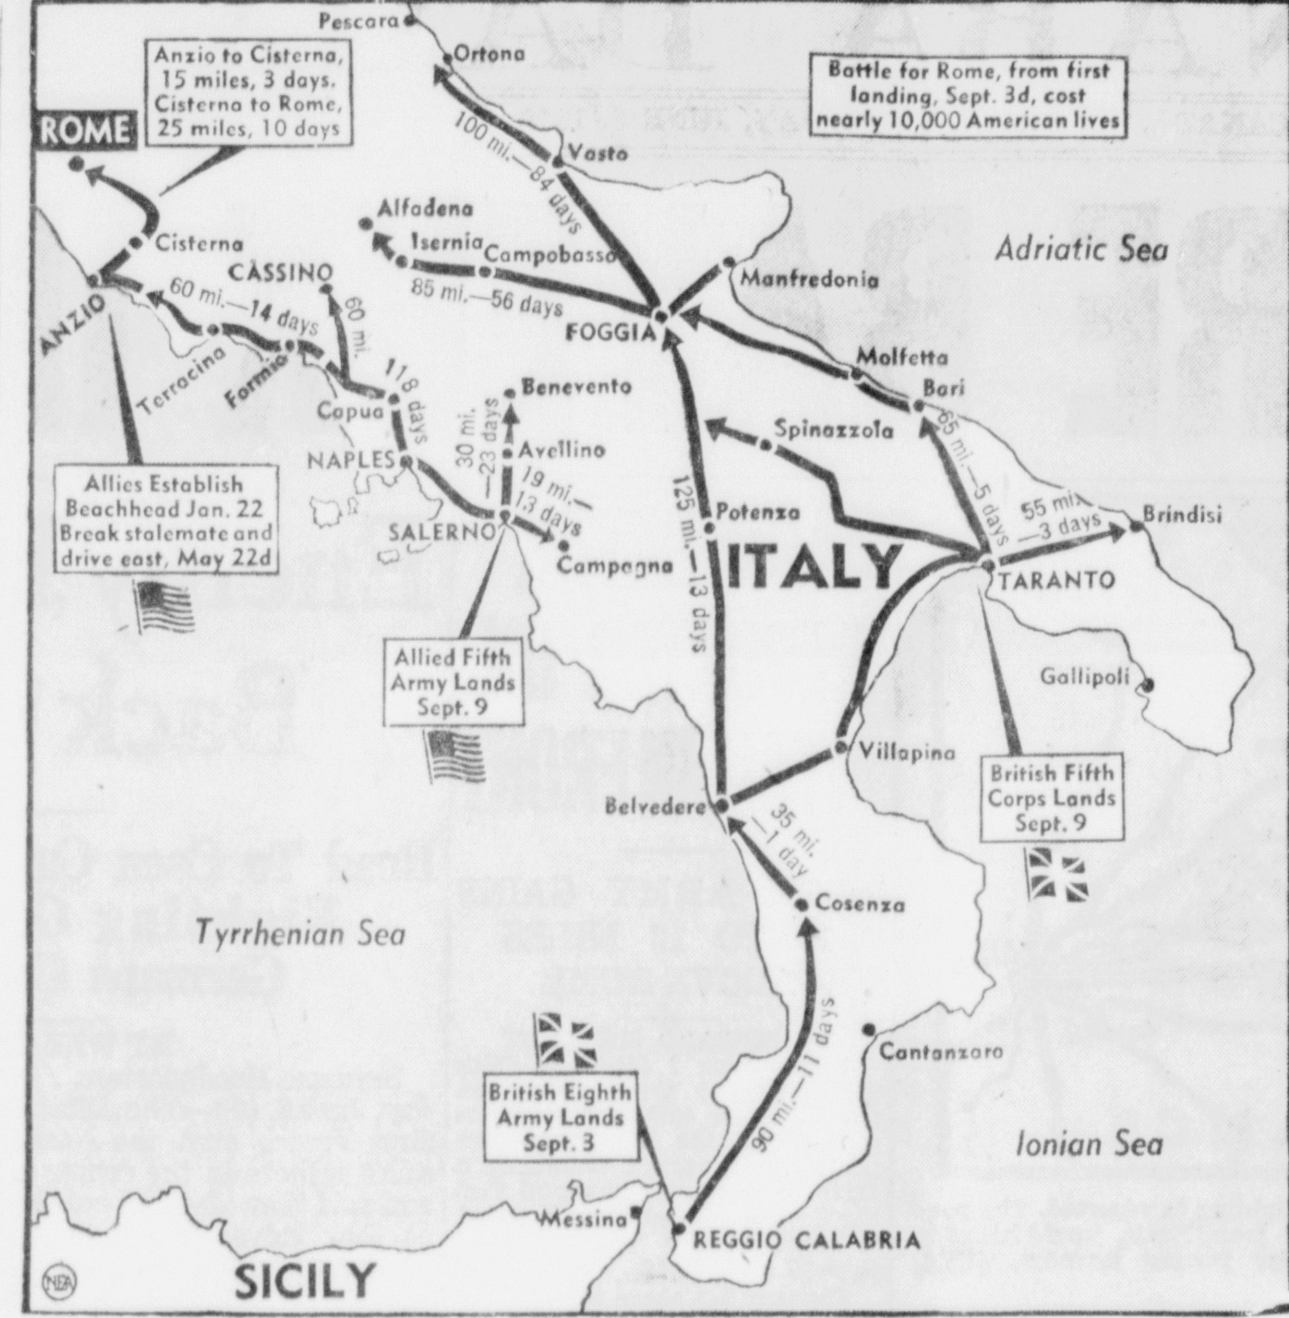 Pescara
Ortona
Anzio to Cisterna,
15 miles, 3 days.
Cisterna to Rome,
25 miles, 10 days
Battle for Rome, from first
landing, Sept. 3d, cost
nearly 10,000 American lives
ROME
100 mi.—84 days
Vasto
Alfadena
Cisterna
Isernia
Campobasso
Adriatic Sea
CASSINO
Manfredonia
60 mi.—14 days
85 mi.—56 days
60 mi.
ANZIO
FOGGIA
Terracina
Formia
Molfetta
118 days
Benevento
Bari
Capua
30 mi.
—23 days
Spinazzola
65 mi.—5 days
NAPLES
Avellino
19 mi.—
13 days
Allies Establish
Beachhead Jan. 22
Break stalemate and
drive east, May 22d
125 mi.—13 days
Potenza
55 mi.
—3 days
Brindisi
SALERNO
Campagna
ITALY
TARANTO
Allied Fifth
Army Lands
Sept. 9
Gallipoli
Villapina
British Fifth
Corps Lands
Sept. 9
Belvedere
35 mi.
—1 day
Cosenza
Tyrrhenian Sea
90 mi.—11 days
Cantanzaro
British Eighth
Army Lands
Sept. 3
Ionian Sea
Messina
REGGIO CALABRIA
SICILY
NEA